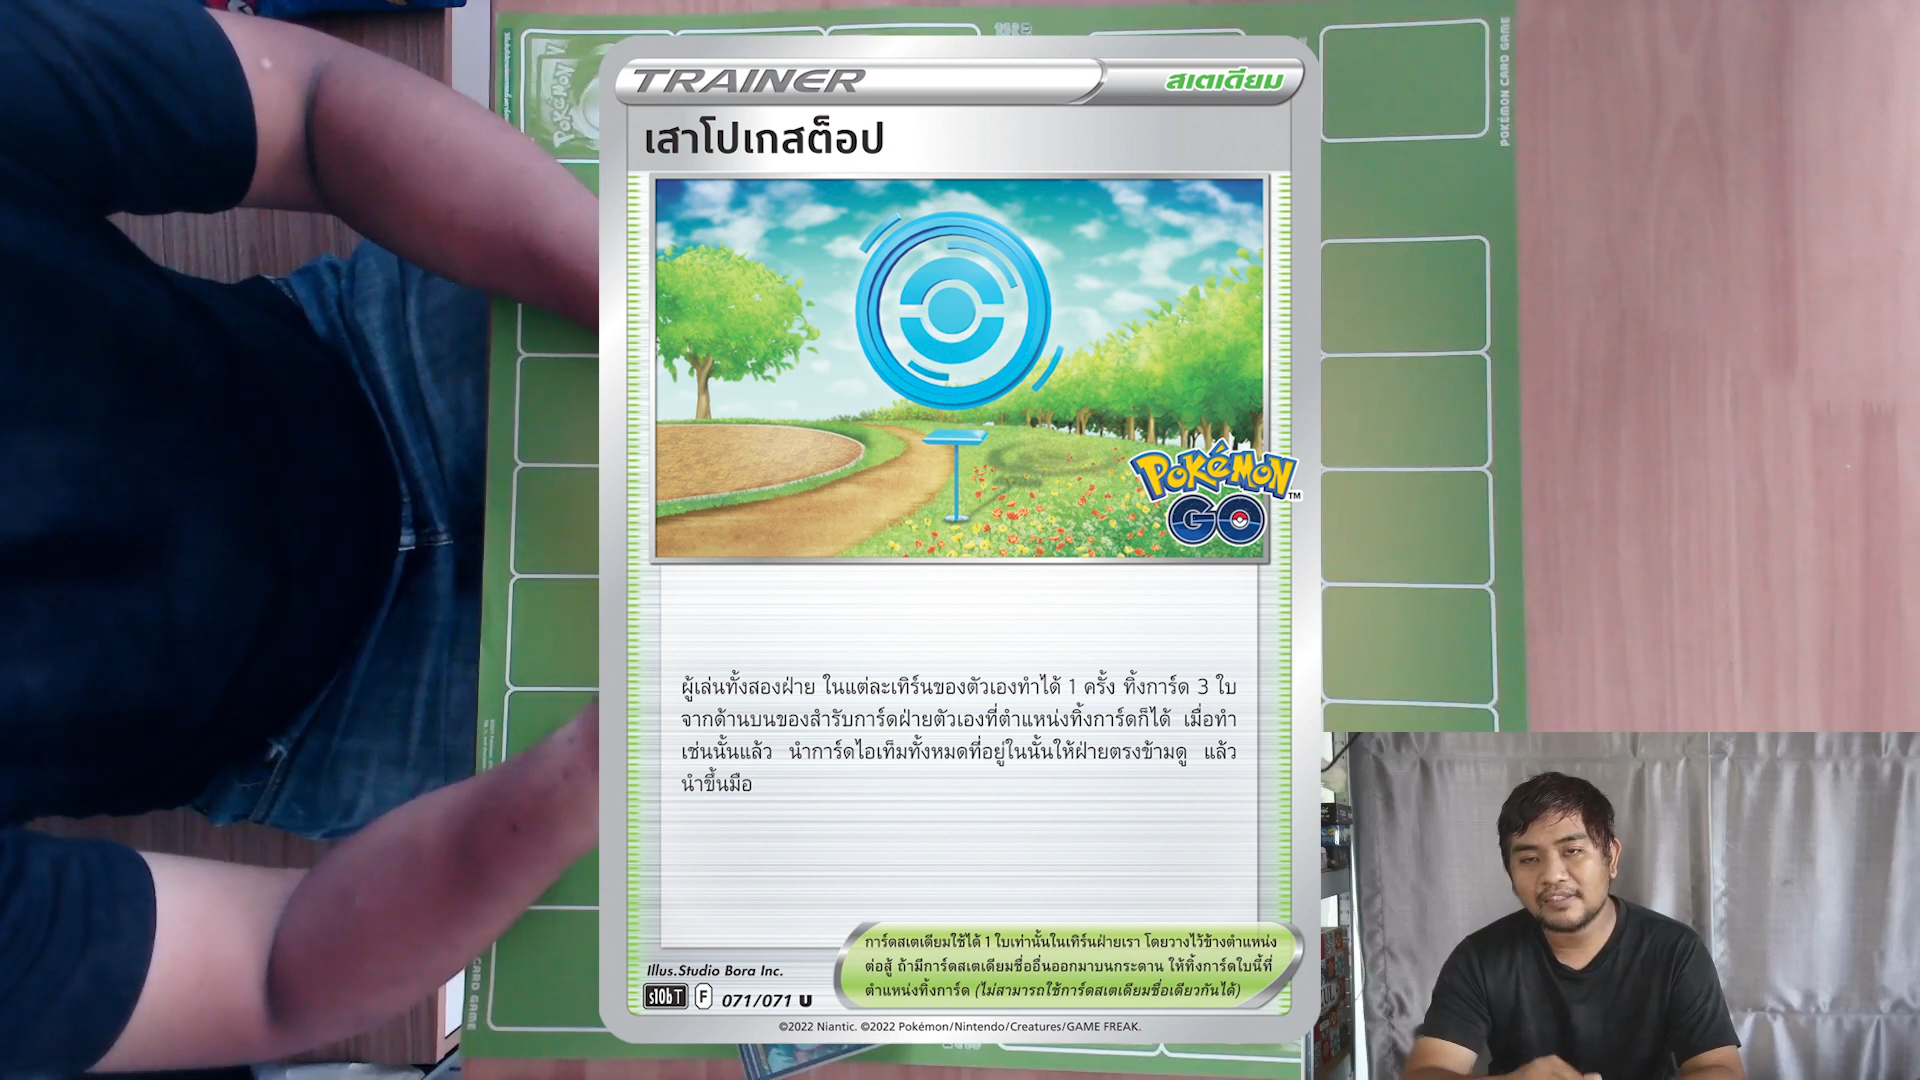 TRAINER
สเตเดียม
เสาโปเกสต็อป
POKéMON
GO
TM
ผู้เล่นทั้งสองฝ่าย ในแต่ละเทิร์นของตัวเองทำได้ 1 ครั้ง ทิ้งการ์ด 3 ใบ
จากด้านบนของสำรับการ์ดฝ่ายตัวเองที่ตำแหน่งทิ้งการ์ดก็ได้ เมื่อทำ
เช่นนั้นแล้ว นำการ์ดไอเท็มทั้งหมดที่อยู่ในนั้นให้ฝ่ายตรงข้ามดู แล้ว
นำขึ้นมือ
การ์ดสเตเดียมใช้ได้ 1 ใบเท่านั้นในเทิร์นฝ่ายเรา โดยวางไว้ข้างตำแหน่ง
ต่อสู้ ถ้ามีการ์ดสเตเดียมชื่ออื่นออกมาบนกระดาน ให้ทิ้งการ์ดใบนี้ที่
ตำแหน่งทิ้งการ์ด (ไม่สามารถใช้การ์ดสเตเดียมชื่อเดียวกันได้)
Illus.Studio Bora Inc.
s10b T F 071/071 U
©2022 Niantic. ©2022 Pokémon/Nintendo/Creatures/GAME FREAK.
POKÉMON CARD GAME
POKÉMON
CARD GAME